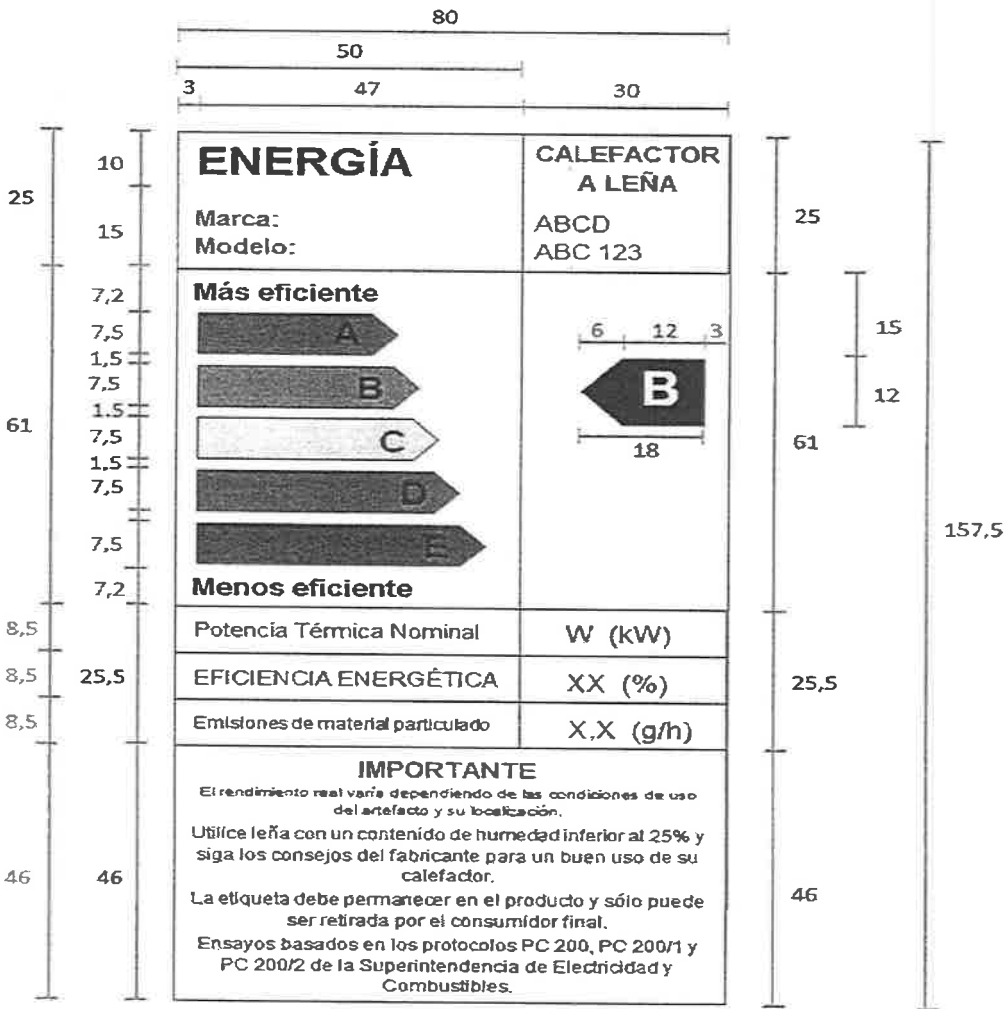 80
50
3 47 30
ENERGÍA
CALEFACTOR
A LEÑA
Marca: ABCD
Modelo: ABC 123
25
10
15
25
Más eficiente
A
B
C
D
E
Menos eficiente
6 12 3
B
18
61
7,2
7,5
1,5
7,5
1,5
7,5
1,5
7,5
7,5
7,2
15
12
61
157,5
8,5
8,5
8,5
25,5
Potencia Térmica Nominal W (kW)
EFICIENCIA ENERGÉTICA XX (%)
Emisiones de material particulado X,X (g/h)
25,5
IMPORTANTE
El rendimiento real varía dependiendo de las condiciones de uso
del artefacto y su localización.
Utilice leña con un contenido de humedad inferior al 25% y
siga los consejos del fabricante para un buen uso de su
calefactor.
La etiqueta debe permanecer en el producto y sólo puede
ser retirada por el consumidor final.
Ensayos basados en los protocolos PC 200, PC 200/1 y
PC 200/2 de la Superintendencia de Electricidad y
Combustibles.
46
46
46